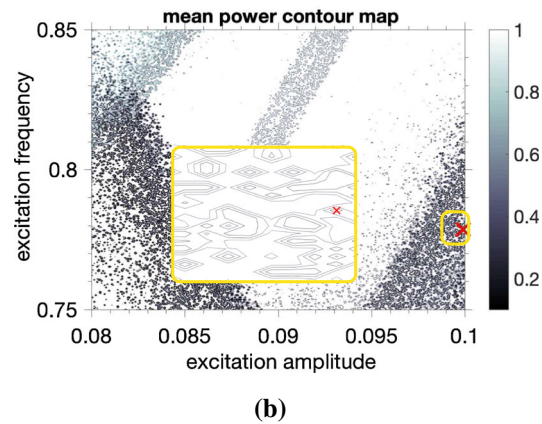 mean power contour map
0.85
0.8
0.75
excitation frequency
0.08 0.085 0.09 0.095 0.1
excitation amplitude
1
0.8
0.6
0.4
0.2
(b)